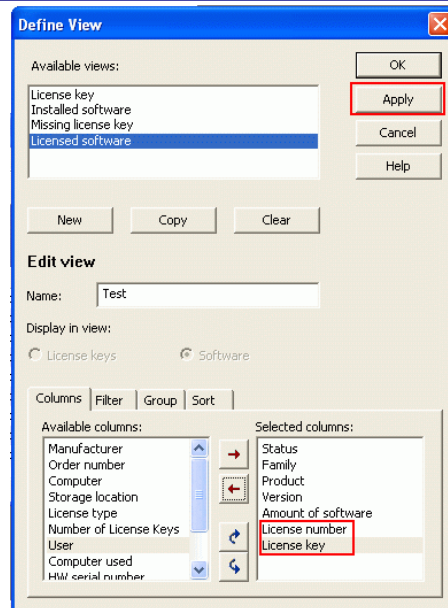 Define View
Available views:
OK
License key
Installed software
Missing license key
Licensed software
Apply
Cancel
Help
New
Copy
Clear
Edit view
Name:
Test
Display in view:
License keys
Software
Columns
Filter
Group
Sort
Available columns:
Manufacturer
Order number
Computer
Storage location
License type
Number of License Keys
User
Computer used
HW serial number
Selected columns:
Status
Family
Product
Version
Amount of software
License number
License key